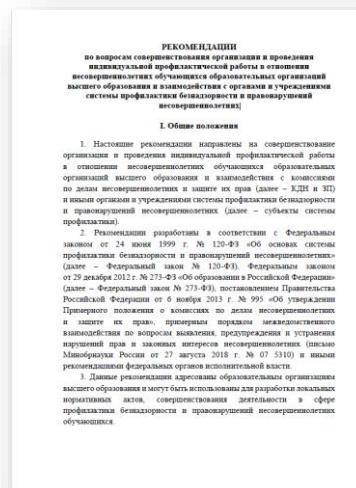 РЕКОМЕНДАЦИИ
по вопросам совершенствования организации и проведения
индивидуальной профилактической работы в отношении
несовершеннолетних обучающихся образовательных организаций
высшего образования и взаимодействия с органами и учреждениями
системы профилактики безнадзорности и правонарушений
несовершеннолетних
I. Общие положения
1. Настоящие рекомендации направлены на совершенствование
организации и проведения индивидуальной профилактической работы
в отношении несовершеннолетних обучающихся образовательных
организаций высшего образования и взаимодействия с комиссиями
по делам несовершеннолетних и защите их прав (далее – КДН и ЗП)
и иными органами и учреждениями системы профилактики безнадзорности
и правонарушений несовершеннолетних (далее – субъекты системы
профилактики).
2. Рекомендации разработаны в соответствии с Федеральным
законом от 24 июня 1999 г. № 120-ФЗ «Об основах системы
профилактики безнадзорности и правонарушений несовершеннолетних»
(далее – Федеральный закон № 120-ФЗ), Федеральным законом
от 29 декабря 2012 г. № 273-ФЗ «Об образовании в Российской Федерации»
(далее – Федеральный закон № 273-ФЗ), постановлением Правительства
Российской Федерации от 6 ноября 2013 г. № 995 «Об утверждении
Примерного положения о комиссиях по делам несовершеннолетних
и защите их прав», примерным порядком межведомственного
взаимодействия по вопросам выявления, предупреждения и устранения
нарушений прав и законных интересов несовершеннолетних (письмо
Минобрнауки России от 27 августа 2018 г. № 07 5310) и иными
рекомендациями федеральных органов исполнительной власти.
3. Данные рекомендации адресованы образовательным организациям
высшего образования и могут быть использованы для разработки локальных
нормативных актов, совершенствования деятельности в сфере
профилактики безнадзорности и правонарушений несовершеннолетних
обучающихся.